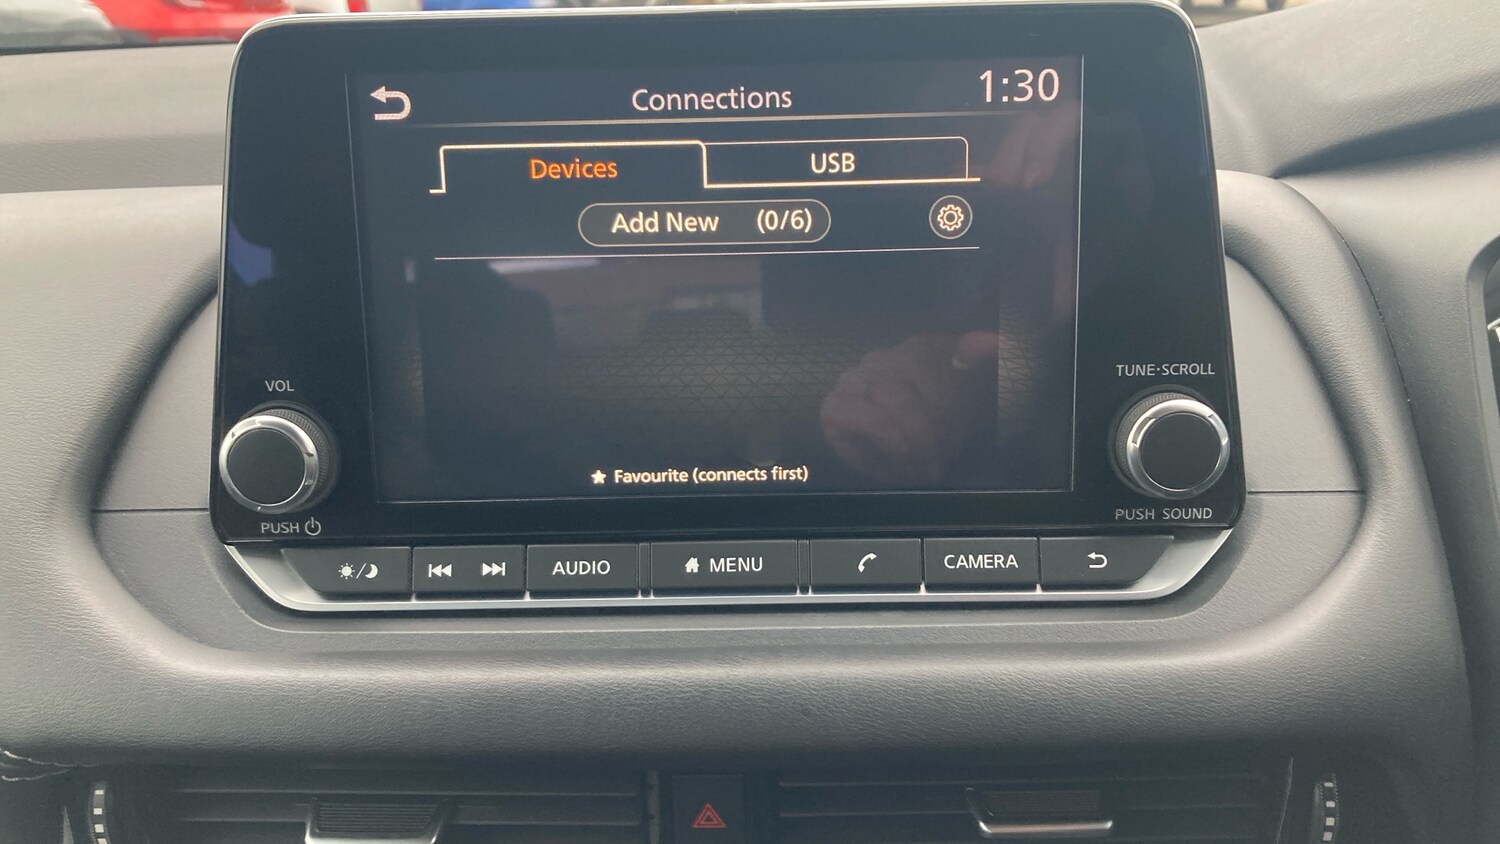 Connections
1:30
Devices
USB
Add New (0/6)
★ Favourite (connects first)
VOL
TUNE·SCROLL
PUSH
PUSH SOUND
AUDIO
MENU
CAMERA